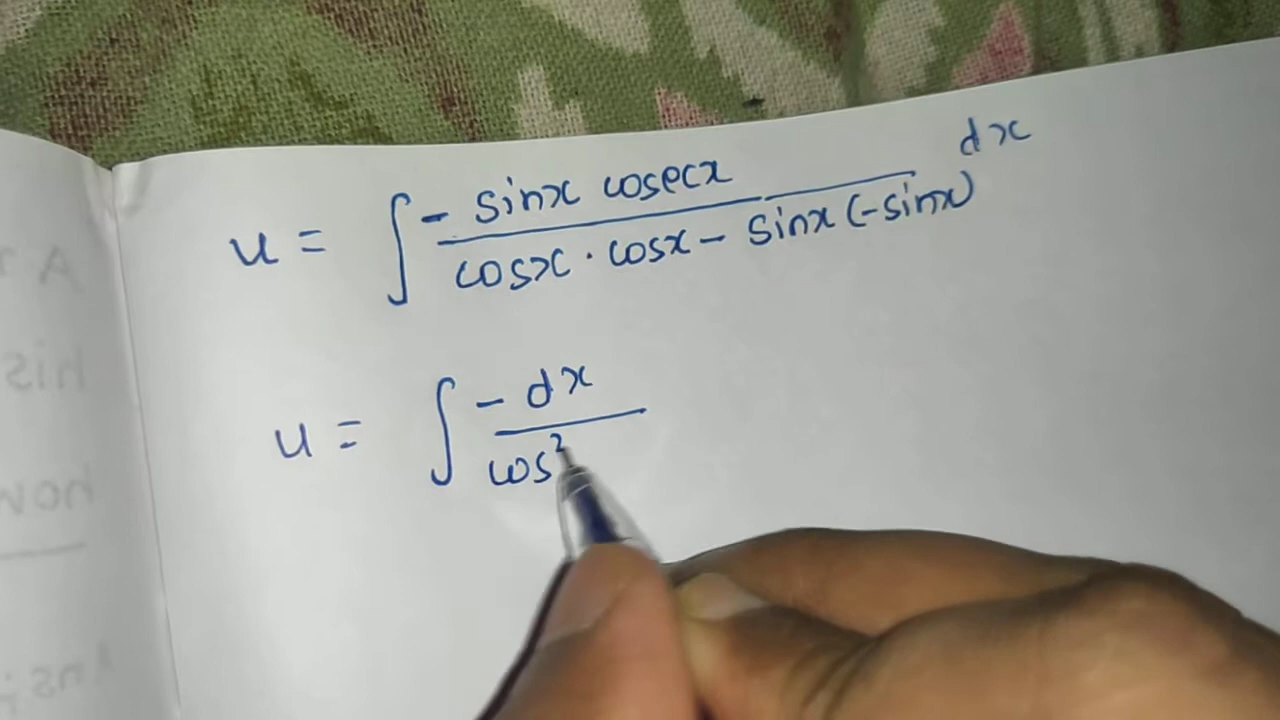 u = ∫ - sinx cosecx / cosx · cosx - sinx (-sinx) dx
u = ∫ - dx / cos²